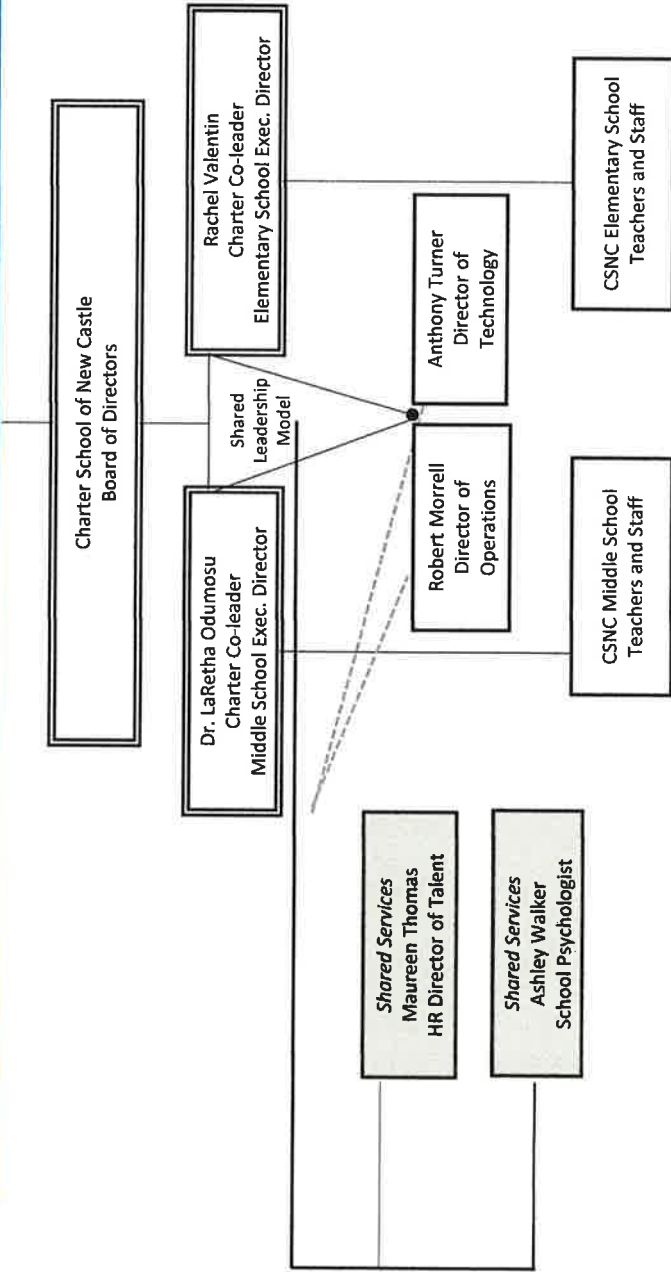 Charter School of New Castle
Board of Directors
Dr. LaRetha Odumosu
Charter Co-leader
Middle School Exec. Director
Shared
Leadership
Model
Rachel Valentin
Charter Co-leader
Elementary School Exec. Director
Robert Morrell
Director of
Operations
Anthony Turner
Director of
Technology
Shared Services
Maureen Thomas
HR Director of Talent
Shared Services
Ashley Walker
School Psychologist
CSNC Middle School
Teachers and Staff
CSNC Elementary School
Teachers and Staff